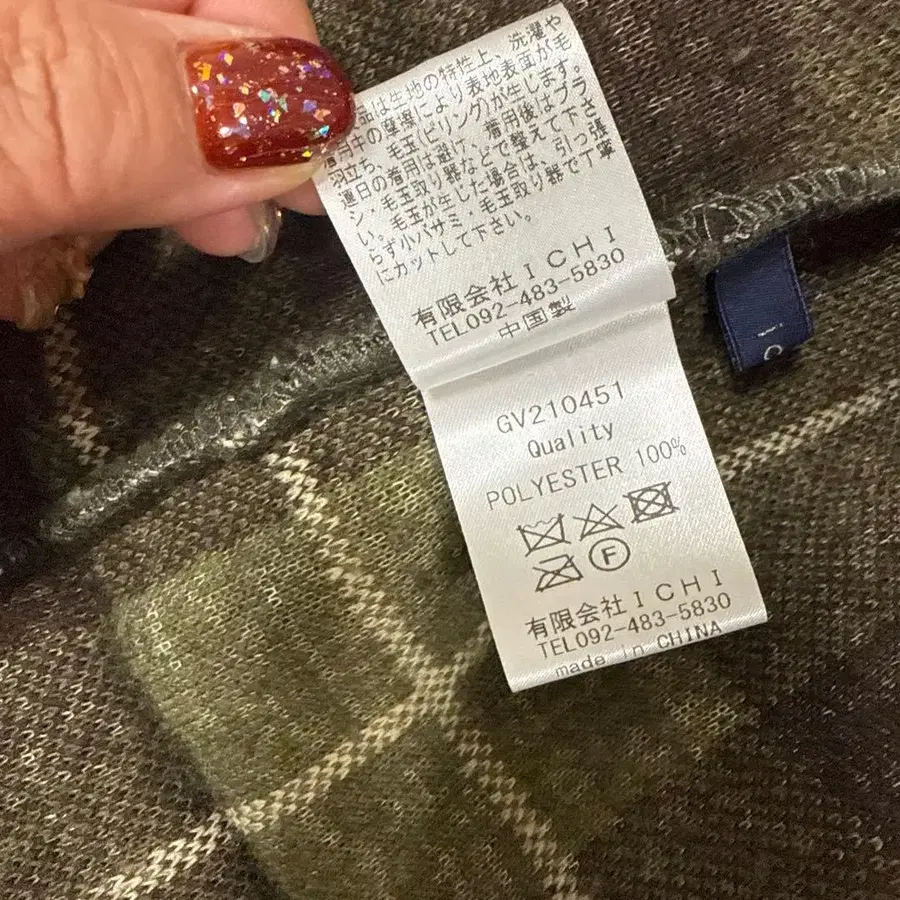 品は生地の特性上、洗濯や
着用中の摩擦により表地表面が毛
羽立ち、毛玉(ピリング)が生じます。
連日の着用は避け、着用後はブラ
シ・毛玉取り器などで整えて下さ
い。毛玉が生じた場合は、引っ張
らず小バサミ・毛玉取り器で丁寧
にカットして下さい。
有限会社ICHI
TEL092-483-5830
中国製
GV210451
Quality
POLYESTER 100%
F
有限会社ICHI
TEL092-483-5830
made in CHINA